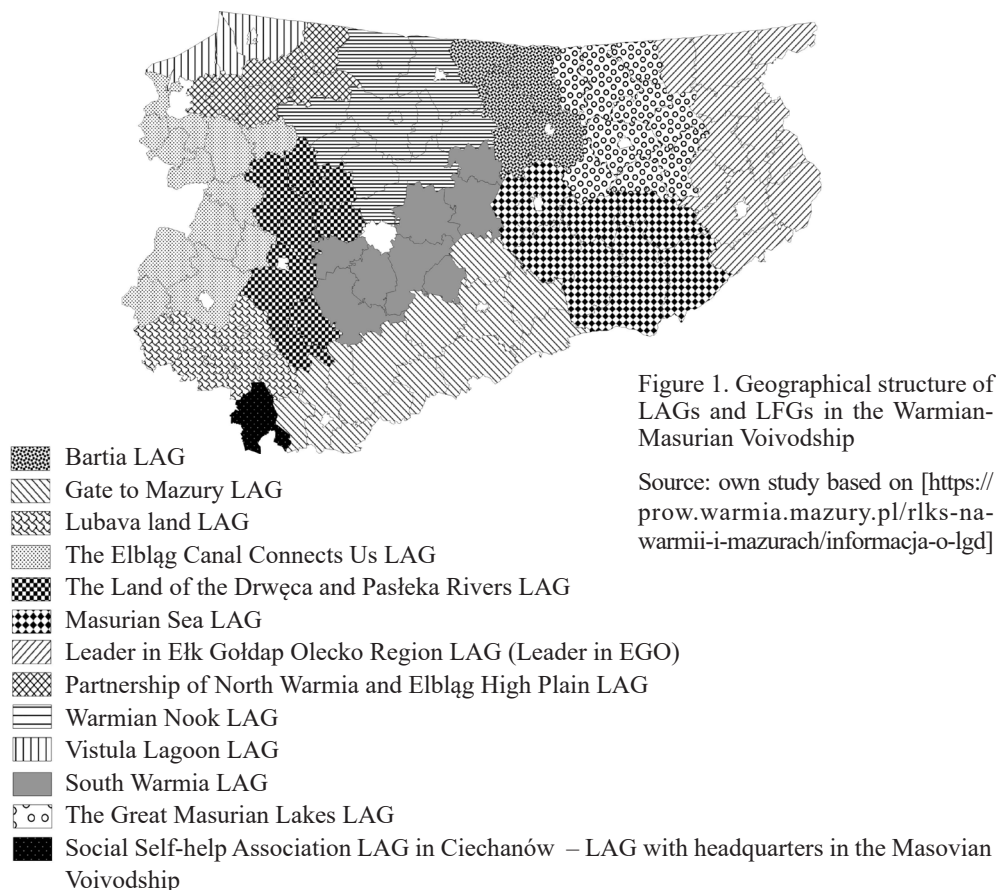 Figure 1. Geographical structure of
LAGs and LFGs in the Warmian-
Masurian Voivodship
Source: own study based on [https://
prow.warmia.mazury.pl/rlks-na-
warmii-i-mazurach/informacja-o-lgd]
Bartia LAG
Gate to Mazury LAG
Lubava land LAG
The Elbląg Canal Connects Us LAG
The Land of the Drwęca and Pasłeka Rivers LAG
Masurian Sea LAG
Leader in Ełk Gołdap Olecko Region LAG (Leader in EGO)
Partnership of North Warmia and Elbląg High Plain LAG
Warmian Nook LAG
Vistula Lagoon LAG
South Warmia LAG
The Great Masurian Lakes LAG
Social Self-help Association LAG in Ciechanów – LAG with headquarters in the Masovian
Voivodship